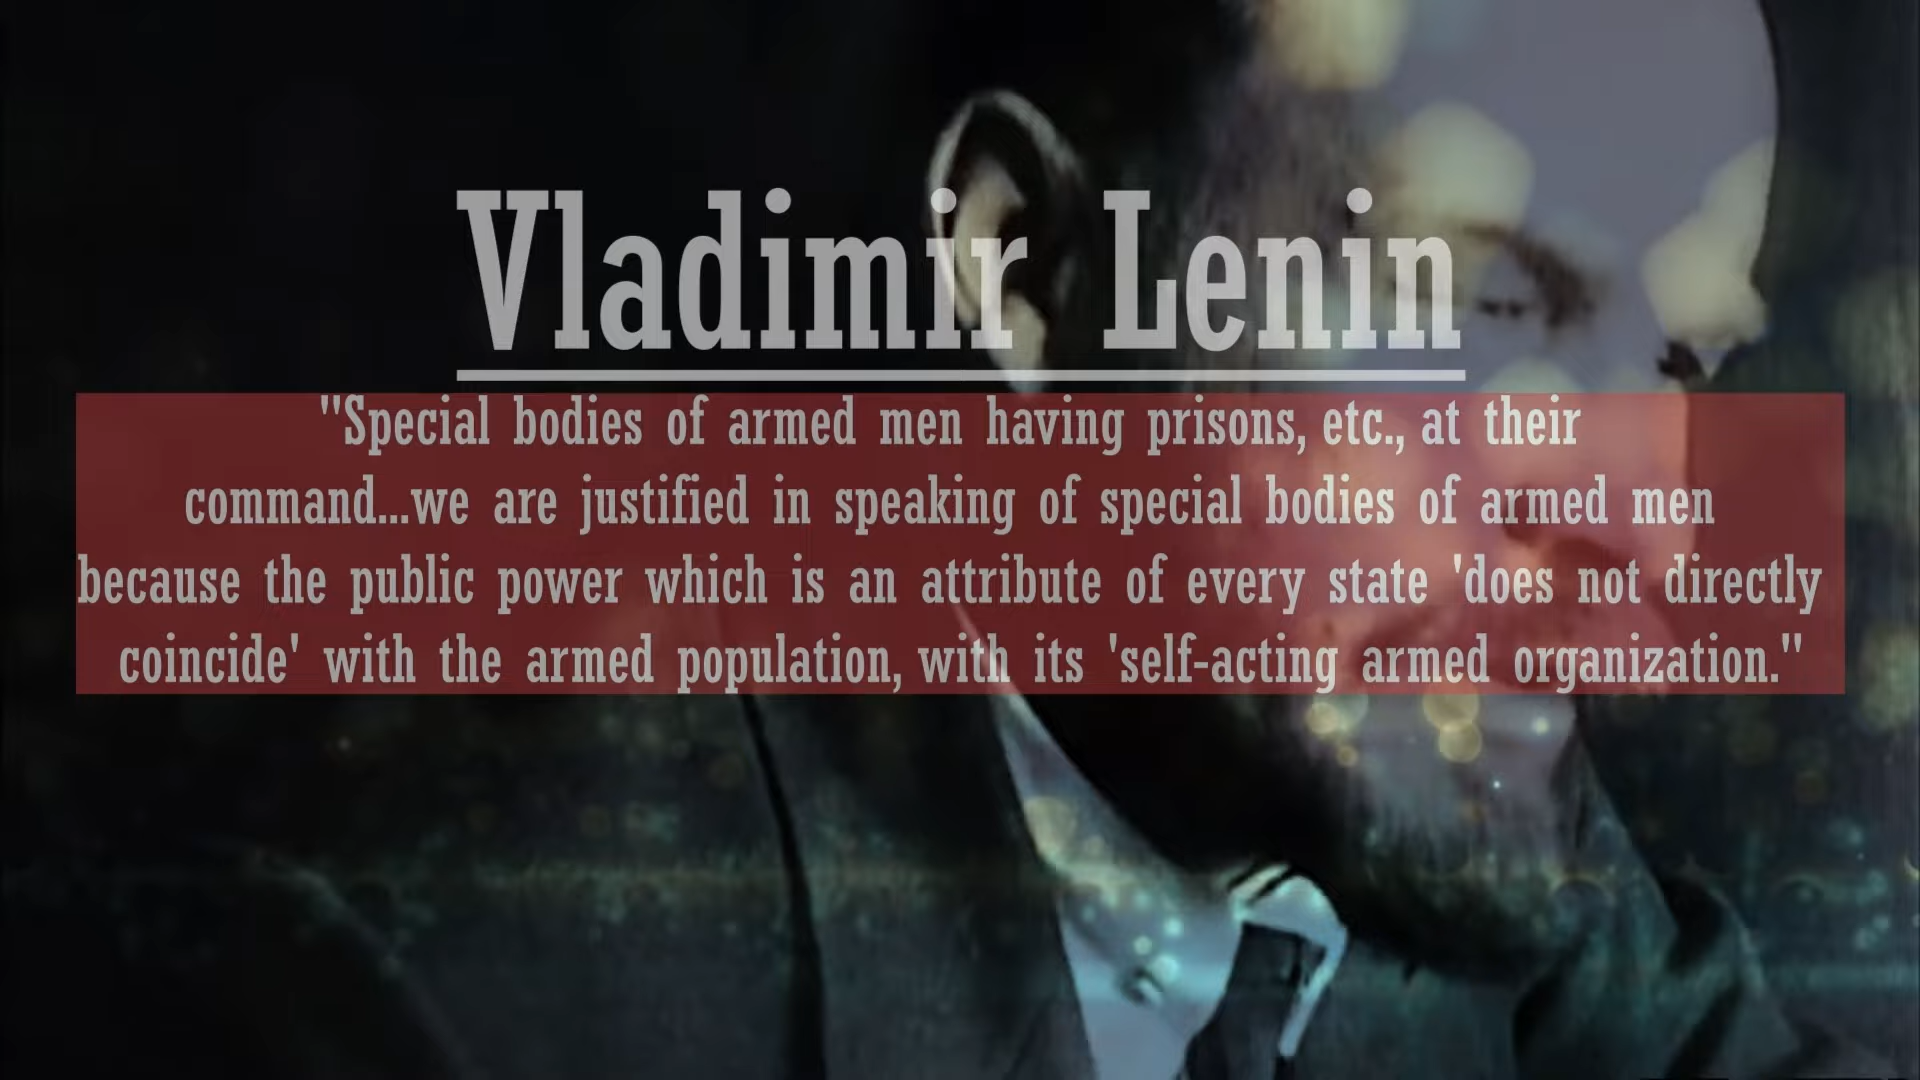 Vladimir Lenin
"Special bodies of armed men having prisons, etc., at their
command...we are justified in speaking of special bodies of armed men
because the public power which is an attribute of every state 'does not directly
coincide' with the armed population, with its 'self-acting armed organization."